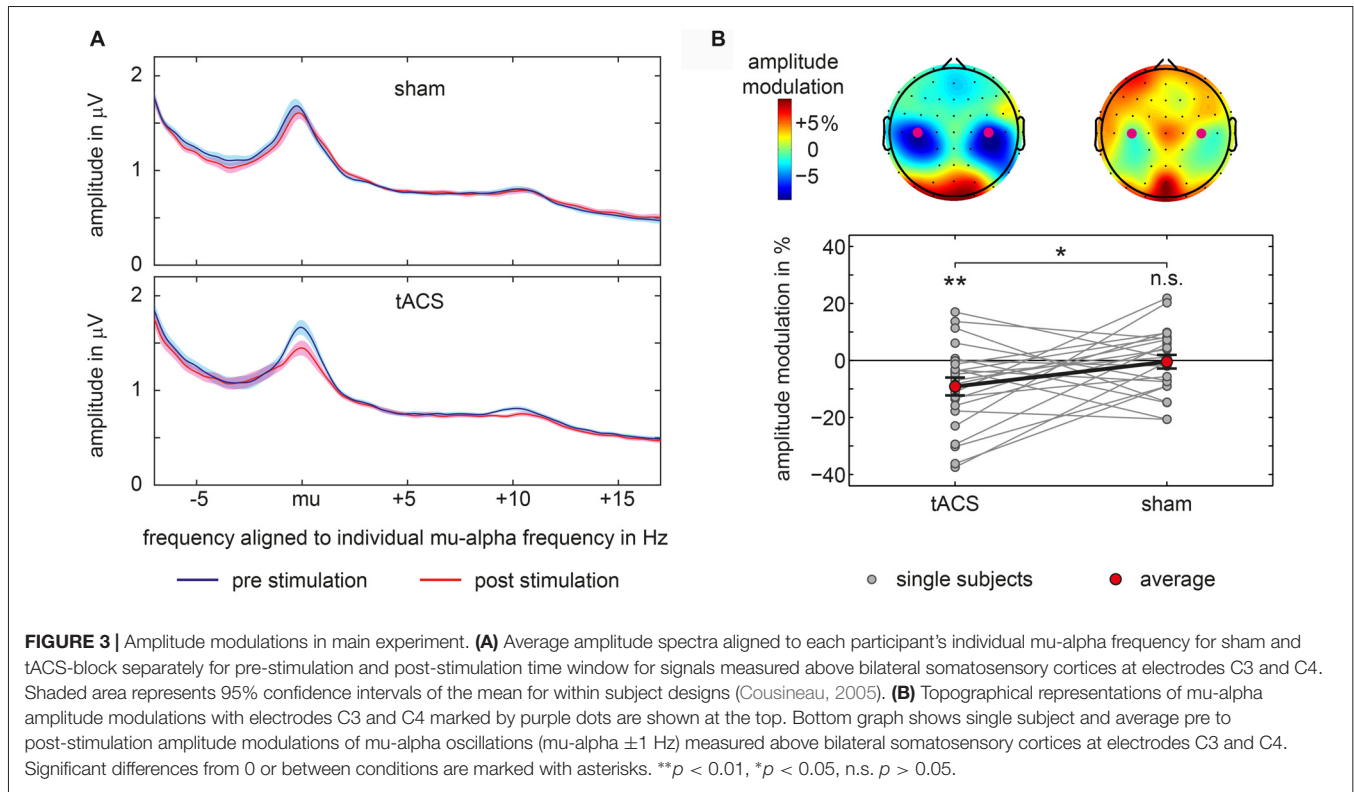 A
B
2
sham
1
0
amplitude in µV
2
tACS
1
0
amplitude in µV
-5
mu
+5
+10
+15
frequency aligned to individual mu-alpha frequency in Hz
pre stimulation
post stimulation
amplitude
modulation
+5%
0
−5
40
20
0
−20
−40
amplitude modulation in %
*
**
n.s.
tACS
sham
single subjects
average
FIGURE 3 | Amplitude modulations in main experiment. (A) Average amplitude spectra aligned to each participant's individual mu-alpha frequency for sham and
tACS-block separately for pre-stimulation and post-stimulation time window for signals measured above bilateral somatosensory cortices at electrodes C3 and C4.
Shaded area represents 95% confidence intervals of the mean for within subject designs (Cousineau, 2005). (B) Topographical representations of mu-alpha
amplitude modulations with electrodes C3 and C4 marked by purple dots are shown at the top. Bottom graph shows single subject and average pre to
post-stimulation amplitude modulations of mu-alpha oscillations (mu-alpha ±1 Hz) measured above bilateral somatosensory cortices at electrodes C3 and C4.
Significant differences from 0 or between conditions are marked with asterisks. **p < 0.01, *p < 0.05, n.s. p > 0.05.